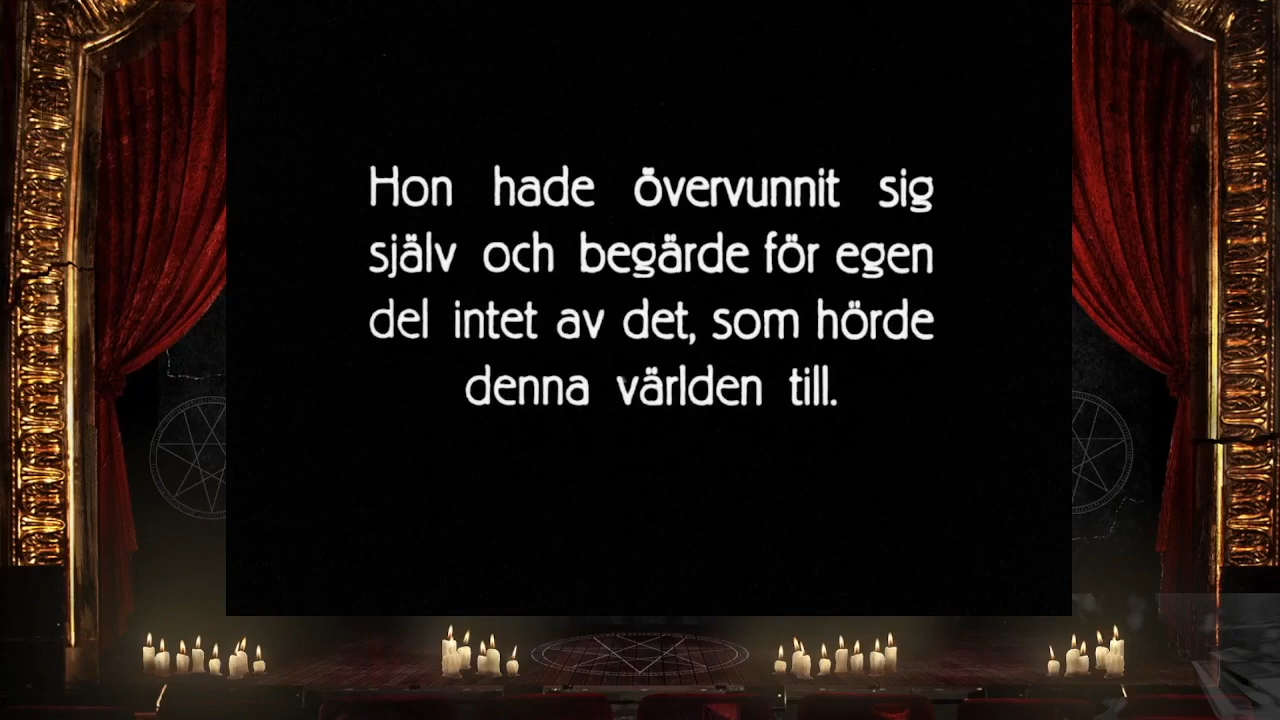 Hon hade övervunnit sig
själv och begärde för egen
del intet av det, som hörde
denna världen till.